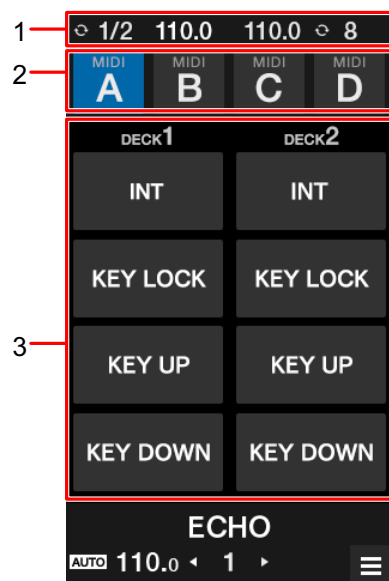 1 1/2 110.0 110.0 8
2 MIDI MIDI MIDI MIDI
A B C D
DECK1 DECK2
INT INT
KEY LOCK KEY LOCK
3
KEY UP KEY UP
KEY DOWN KEY DOWN
ECHO
AUTO 110.0 1